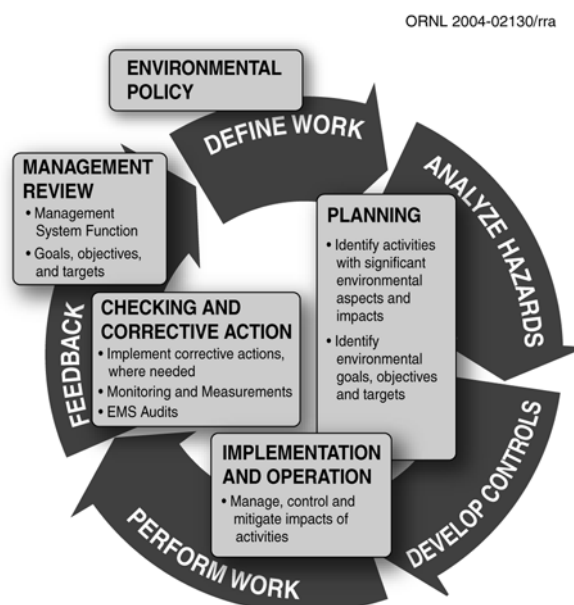 ORNL 2004-02130/rra
ENVIRONMENTAL
POLICY
DEFINE WORK
ANALYZE HAZARDS
MANAGEMENT
REVIEW
• Management
System Function
• Goals, objectives,
and targets
PLANNING
• Identify activities
with significant
environmental
aspects and
impacts
• Identify
environmental
goals, objectives
and targets
CHECKING AND
CORRECTIVE ACTION
• Implement corrective actions,
where needed
• Monitoring and Measurements
• EMS Audits
FEEDBACK
IMPLEMENTATION
AND OPERATION
• Manage, control and
mitigate impacts of
activities
DEVELOP CONTROLS
PERFORM WORK